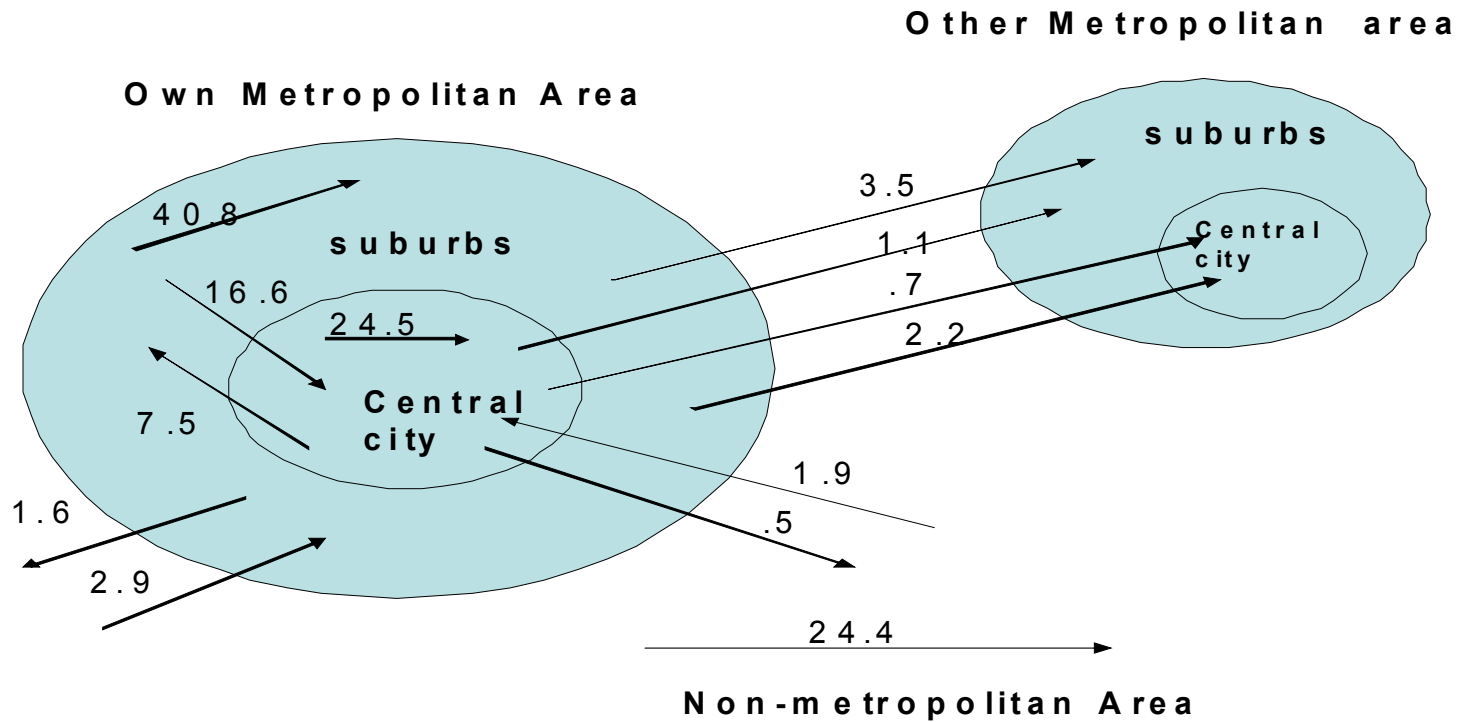 Other Metropolitan area
Own Metropolitan Area
suburbs
3.5
40.8
suburbs
1.1
Central
city
16.6
.7
24.5
2.2
7.5
Central
city
1.9
1.6
.5
2.9
24.4
Non-metropolitan Area